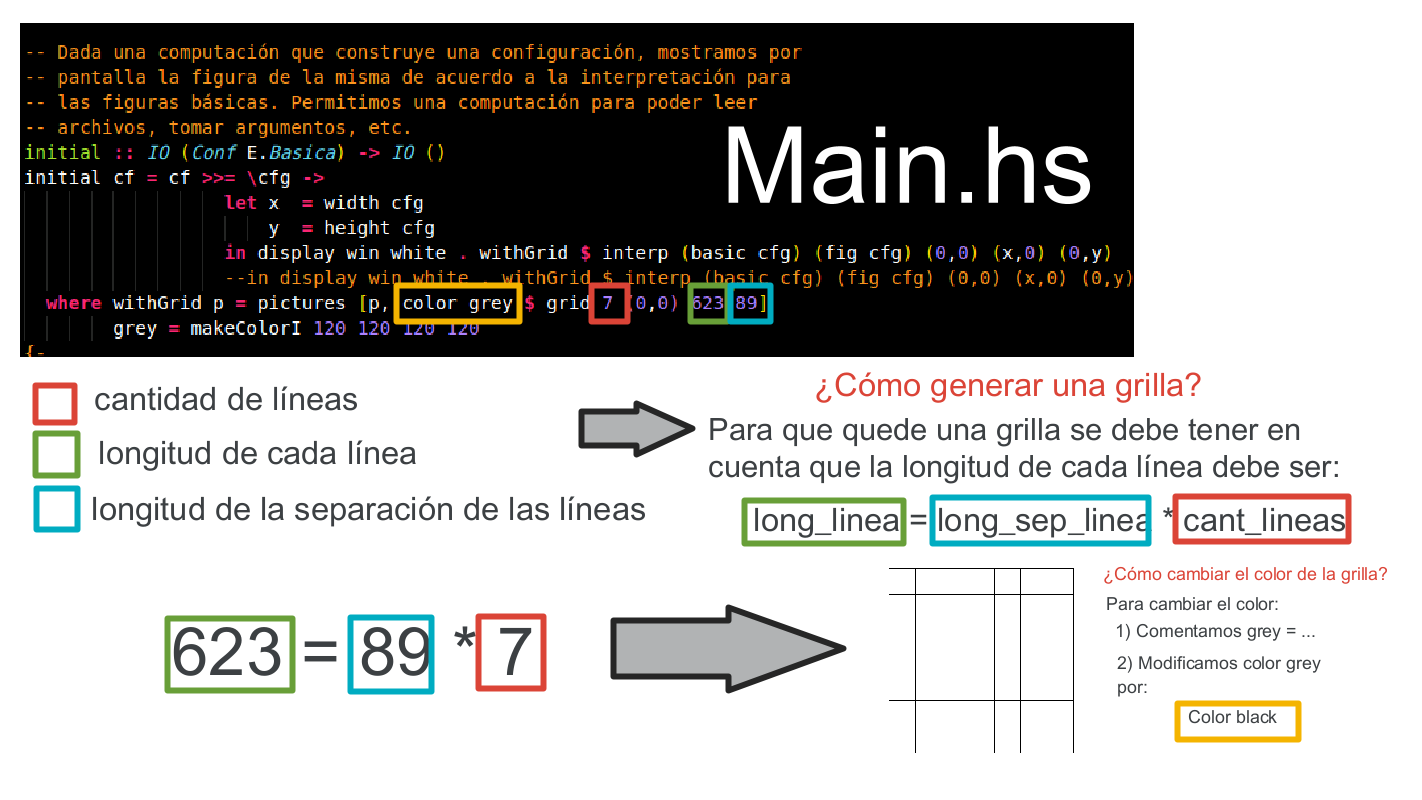 -- Dada una computación que construye una configuración, mostramos por
-- pantalla la figura de la misma de acuerdo a la interpretación para
-- las figuras básicas. Permitimos una computación para poder leer
-- archivos, tomar argumentos, etc.
initial :: IO (Conf E.Basica) -> IO ()
initial cf = cf >>= \cfg ->
let x = width cfg
y = height cfg
in display win white . withGrid $ interp (basic cfg) (fig cfg) (0,0) (x,0) (0,y)
--in display win white . withGrid $ interp (basic cfg) (fig cfg) (0,0) (x,0) (0,y)
where withGrid p = pictures [p, color grey $ grid 7 (0,0) 623 89]
grey = makeColorI 120 120 120 120
{-
Main.hs
cantidad de líneas
longitud de cada línea
longitud de la separación de las líneas
¿Cómo generar una grilla?
Para que quede una grilla se debe tener en
cuenta que la longitud de cada línea debe ser:
long_linea = long_sep_linea * cant_lineas
623 = 89 * 7
¿Cómo cambiar el color de la grilla?
Para cambiar el color:
1) Comentamos grey = ...
2) Modificamos color grey
por:
Color black